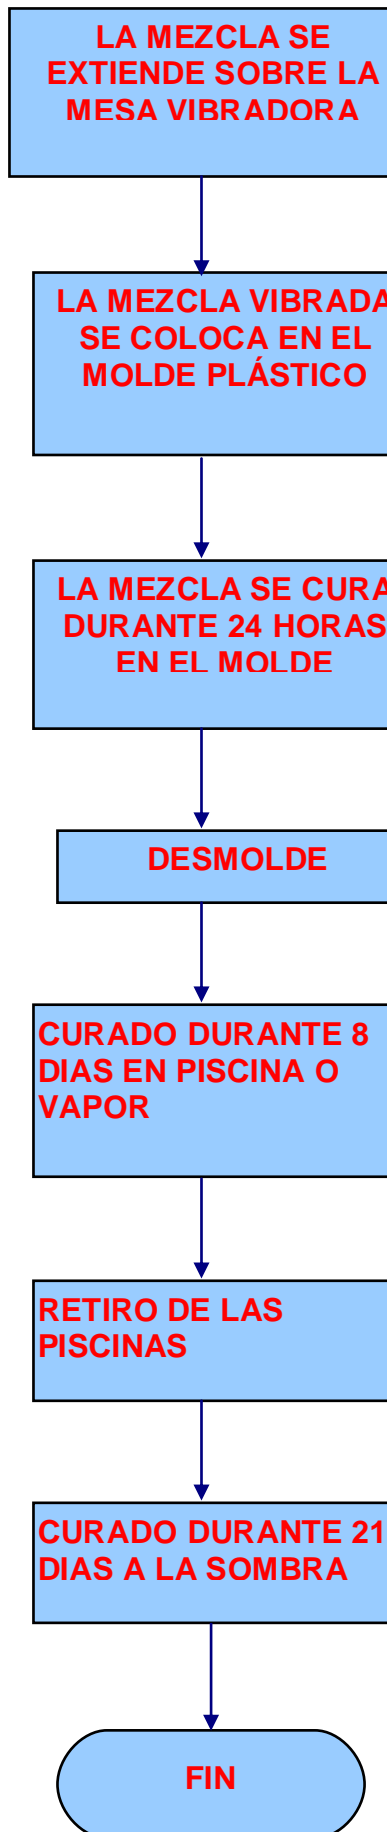 LA MEZCLA SE
EXTIENDE SOBRE LA
MESA VIBRADORA
LA MEZCLA VIBRADA
SE COLOCA EN EL
MOLDE PLÁSTICO
LA MEZCLA SE CURA
DURANTE 24 HORAS
EN EL MOLDE
DESMOLDE
CURADO DURANTE 8
DIAS EN PISCINA O
VAPOR
RETIRO DE LAS
PISCINAS
CURADO DURANTE 21
DIAS A LA SOMBRA
FIN